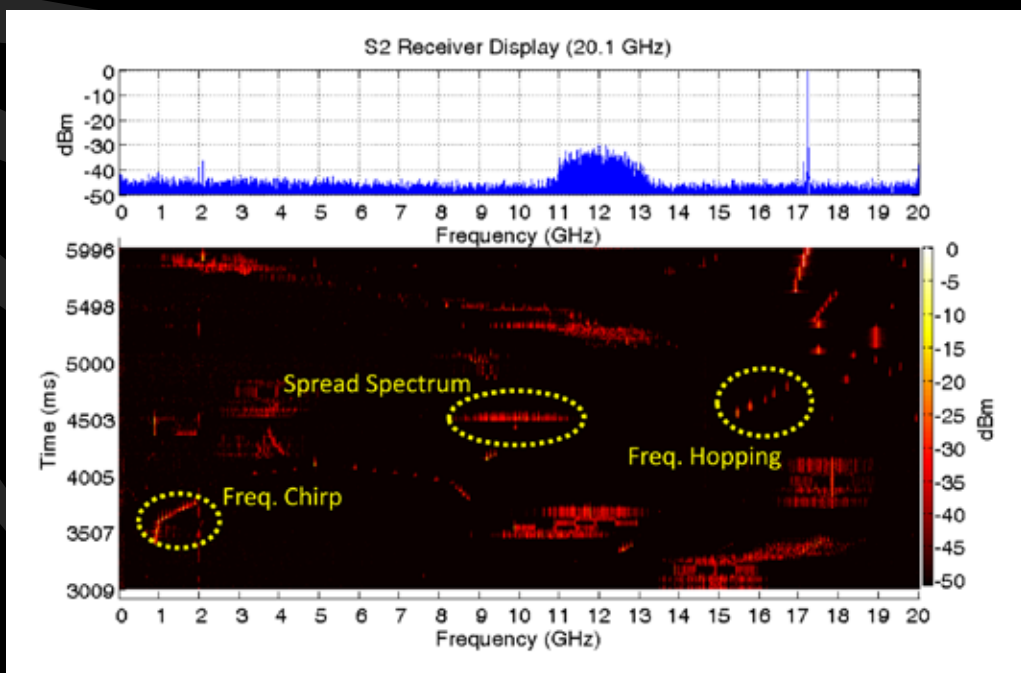 S2 Receiver Display (20.1 GHz)
0
-10
-20
-30
-40
-50
dBm
0 1 2 3 4 5 6 7 8 9 10 11 12 13 14 15 16 17 18 19 20
Frequency (GHz)
5996
5498
5000
4503
4005
3507
3009
Time (ms)
Spread Spectrum
Freq. Hopping
Freq. Chirp
0
-5
-10
-15
-20
-25
-30
-35
-40
-45
-50
dBm
0 1 2 3 4 5 6 7 8 9 10 11 12 13 14 15 16 17 18 19 20
Frequency (GHz)